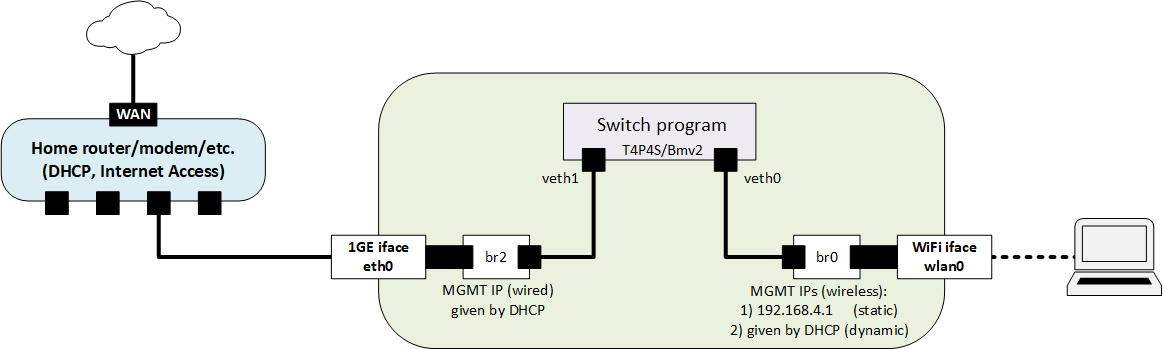 WAN
Home router/modem/etc.
(DHCP, Internet Access)
Switch program
T4P4S/Bmv2
veth1
veth0
1GE iface
eth0
br2
MGMT IP (wired)
given by DHCP
br0
WiFi iface
wlan0
MGMT IPs (wireless):
1) 192.168.4.1 (static)
2) given by DHCP (dynamic)